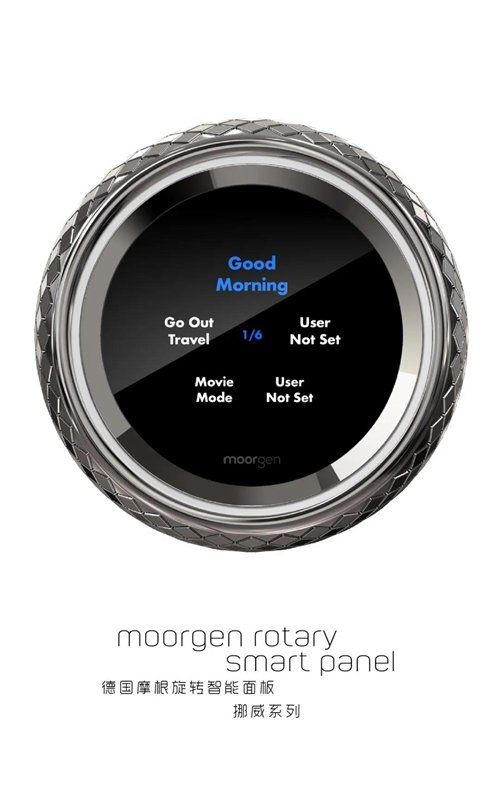 Good
Morning
Go Out
Travel
1/6
User
Not Set
Movie
Mode
User
Not Set
moorgen
moorgen rotary
smart panel
德国摩根旋转智能面板
挪威系列